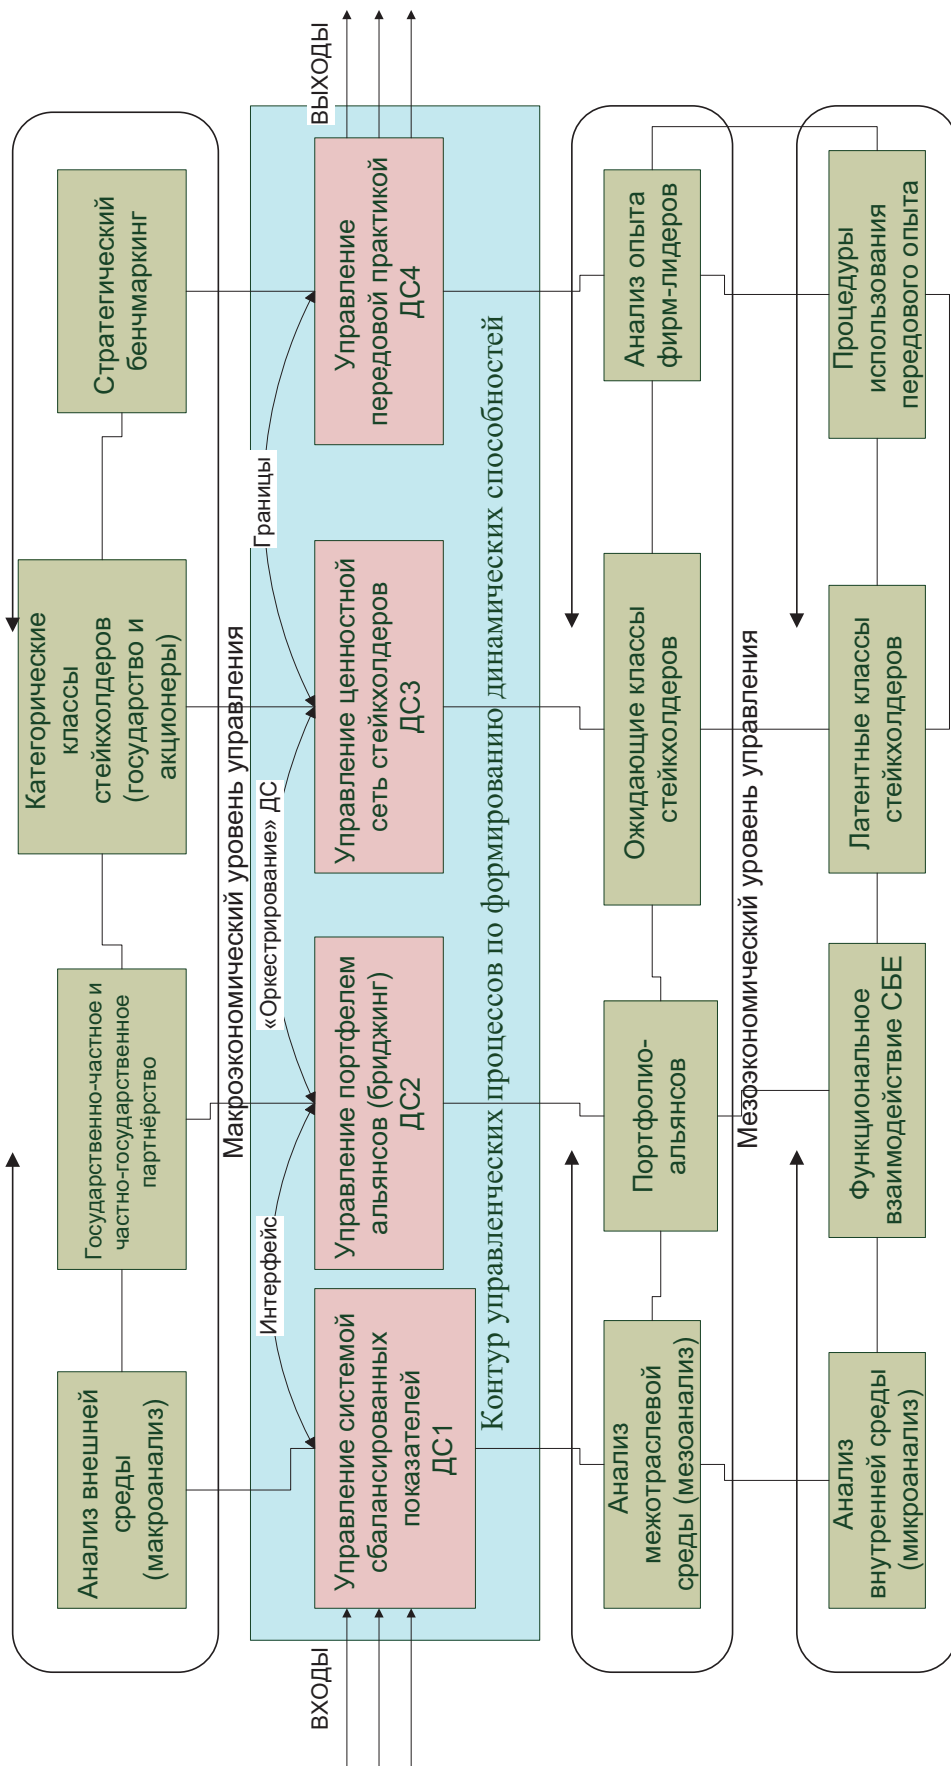 Анализ внешней
среды
(макроанализ)
Государственно-частное и
частно-государственное
партнёрство
Категорические
классы
стейкхолдеров
(государство и
акционеры)
Стратегический
бенчмаркинг
Макроэкономический уровень управления
ВХОДЫ
Интерфейс
«Оркестрирование» ДС
Границы
ВЫХОДЫ
Управление системой
сбалансированных
показателей
ДС1
Управление портфелем
альянсов (бриджинг)
ДС2
Управление ценностной
сеть стейкхолдеров
ДС3
Управление
передовой практикой
ДС4
Контур управленческих процессов по формированию динамических способностей
Анализ
межотраслевой
среды (мезоанализ)
Портфолио-
альянсов
Ожидающие классы
стейкхолдеров
Анализ опыта
фирм-лидеров
Мезоэкономический уровень управления
Анализ
внутренней среды
(микроанализ)
Функциональное
взаимодействие СБЕ
Латентные классы
стейкхолдеров
Процедуры
использования
передового опыта